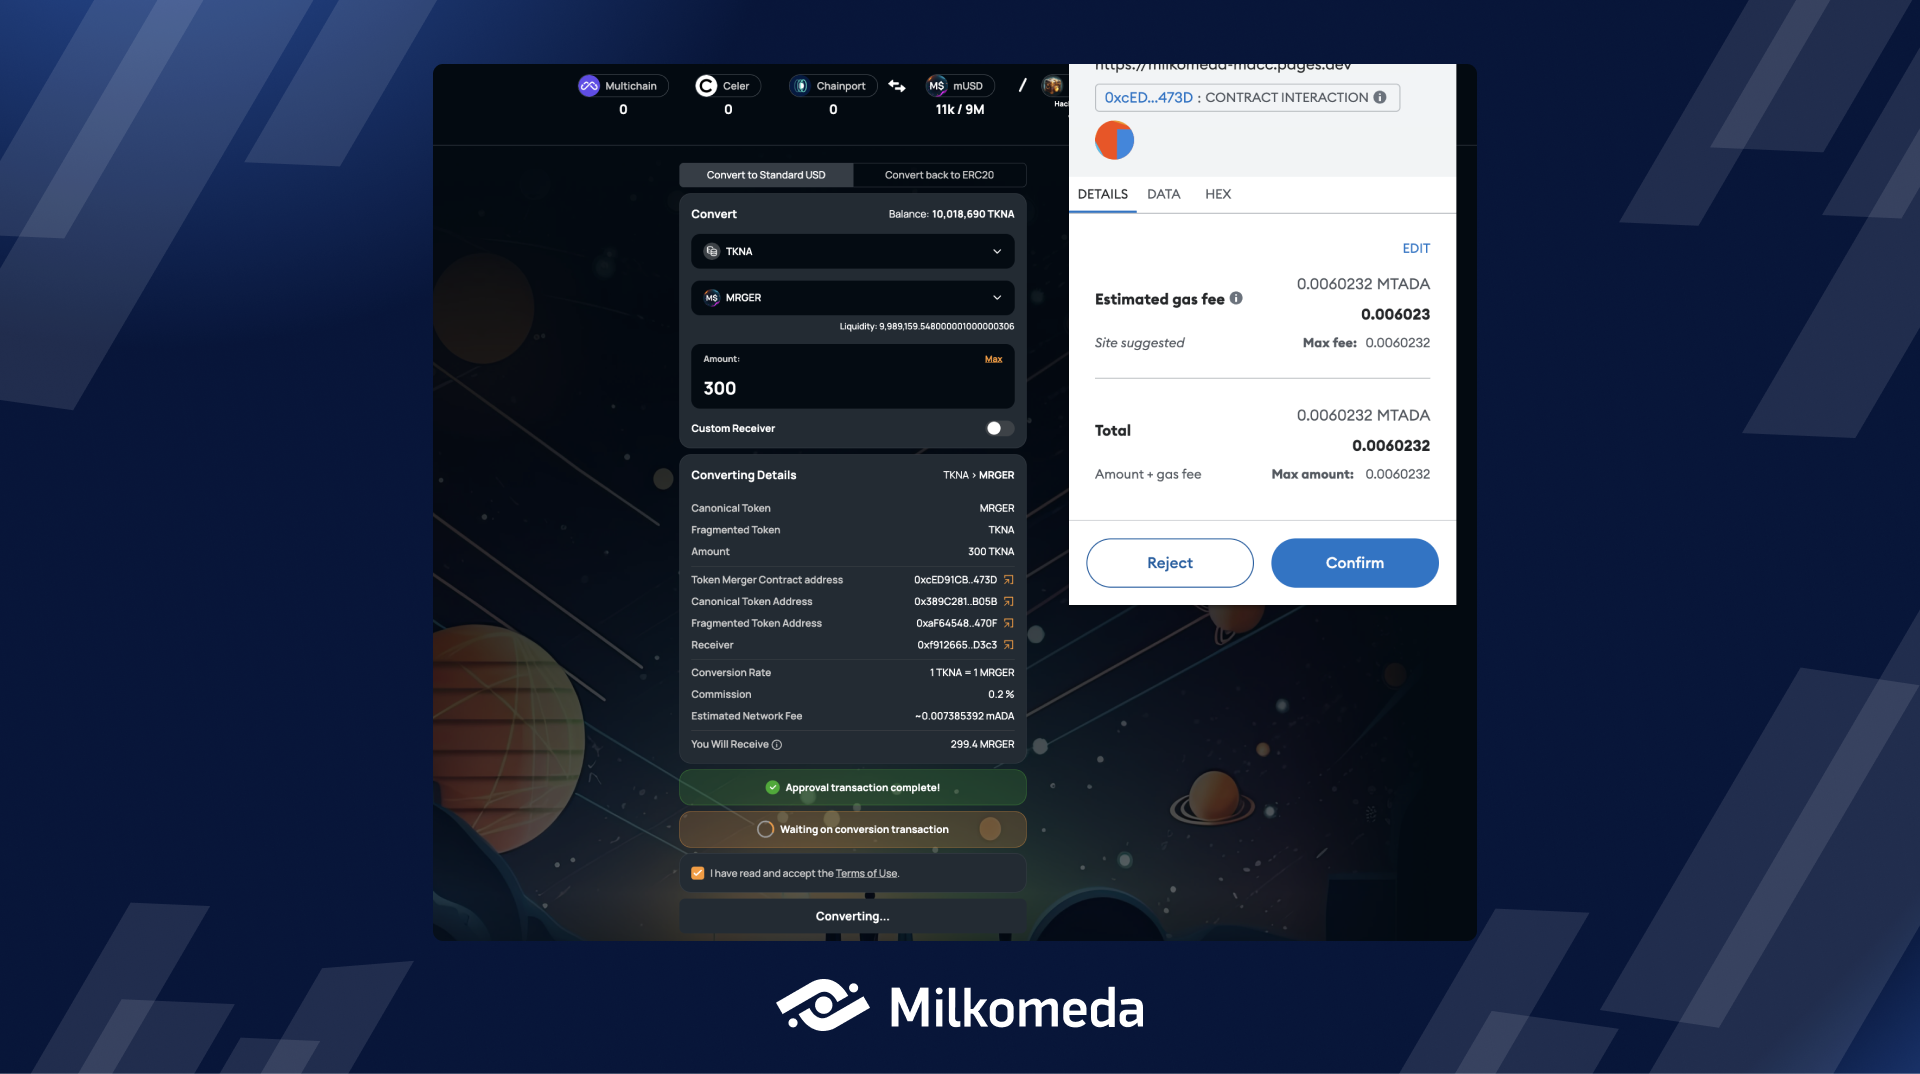 Multichain
0
Celer
0
Chainport
0
M$ mUSD
11k / 9M
/
https://milkomeda-macc.pages.dev
0xcED...473D : CONTRACT INTERACTION
DETAILS DATA HEX
EDIT
Estimated gas fee
0.0060232 MTADA
0.006023
Site suggested
Max fee: 0.0060232
Total
0.0060232 MTADA
0.0060232
Amount + gas fee
Max amount: 0.0060232
Reject
Confirm
Convert to Standard USD
Convert back to ERC20
Convert
Balance: 10,018,690 TKNA
TKNA
M$ MRGER
Liquidity: 9,989,159.548000001000000306
Amount:
Max
300
Custom Receiver
Converting Details
TKNA > MRGER
Canonical Token
MRGER
Fragmented Token
TKNA
Amount
300 TKNA
Token Merger Contract address
0xcED91CB..473D
Canonical Token Address
0x389C281..B05B
Fragmented Token Address
0xaF64548..470F
Receiver
0xf912665..D3c3
Conversion Rate
1 TKNA = 1 MRGER
Commission
0.2 %
Estimated Network Fee
~0.007385392 mADA
You Will Receive
299.4 MRGER
Approval transaction complete!
Waiting on conversion transaction
I have read and accept the Terms of Use.
Converting...
Milkomeda